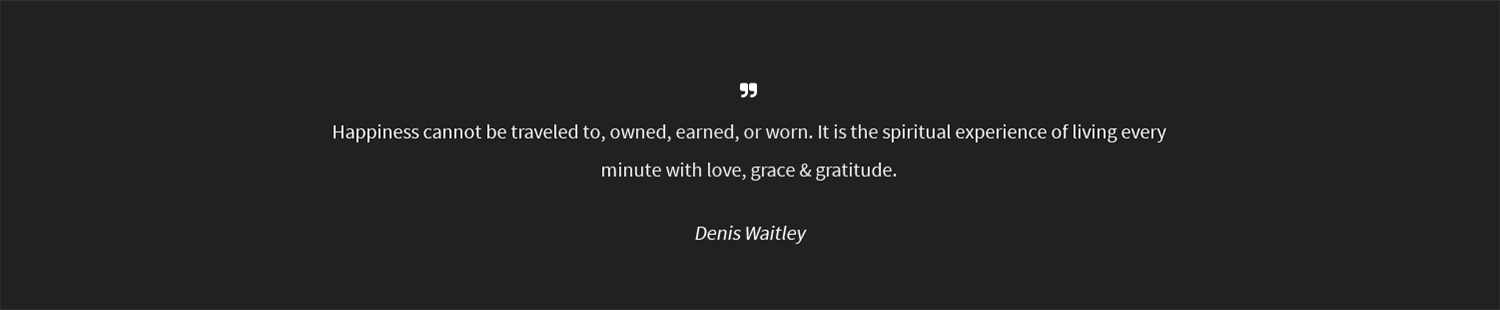 ❞
Happiness cannot be traveled to, owned, earned, or worn. It is the spiritual experience of living every
minute with love, grace & gratitude.
Denis Waitley